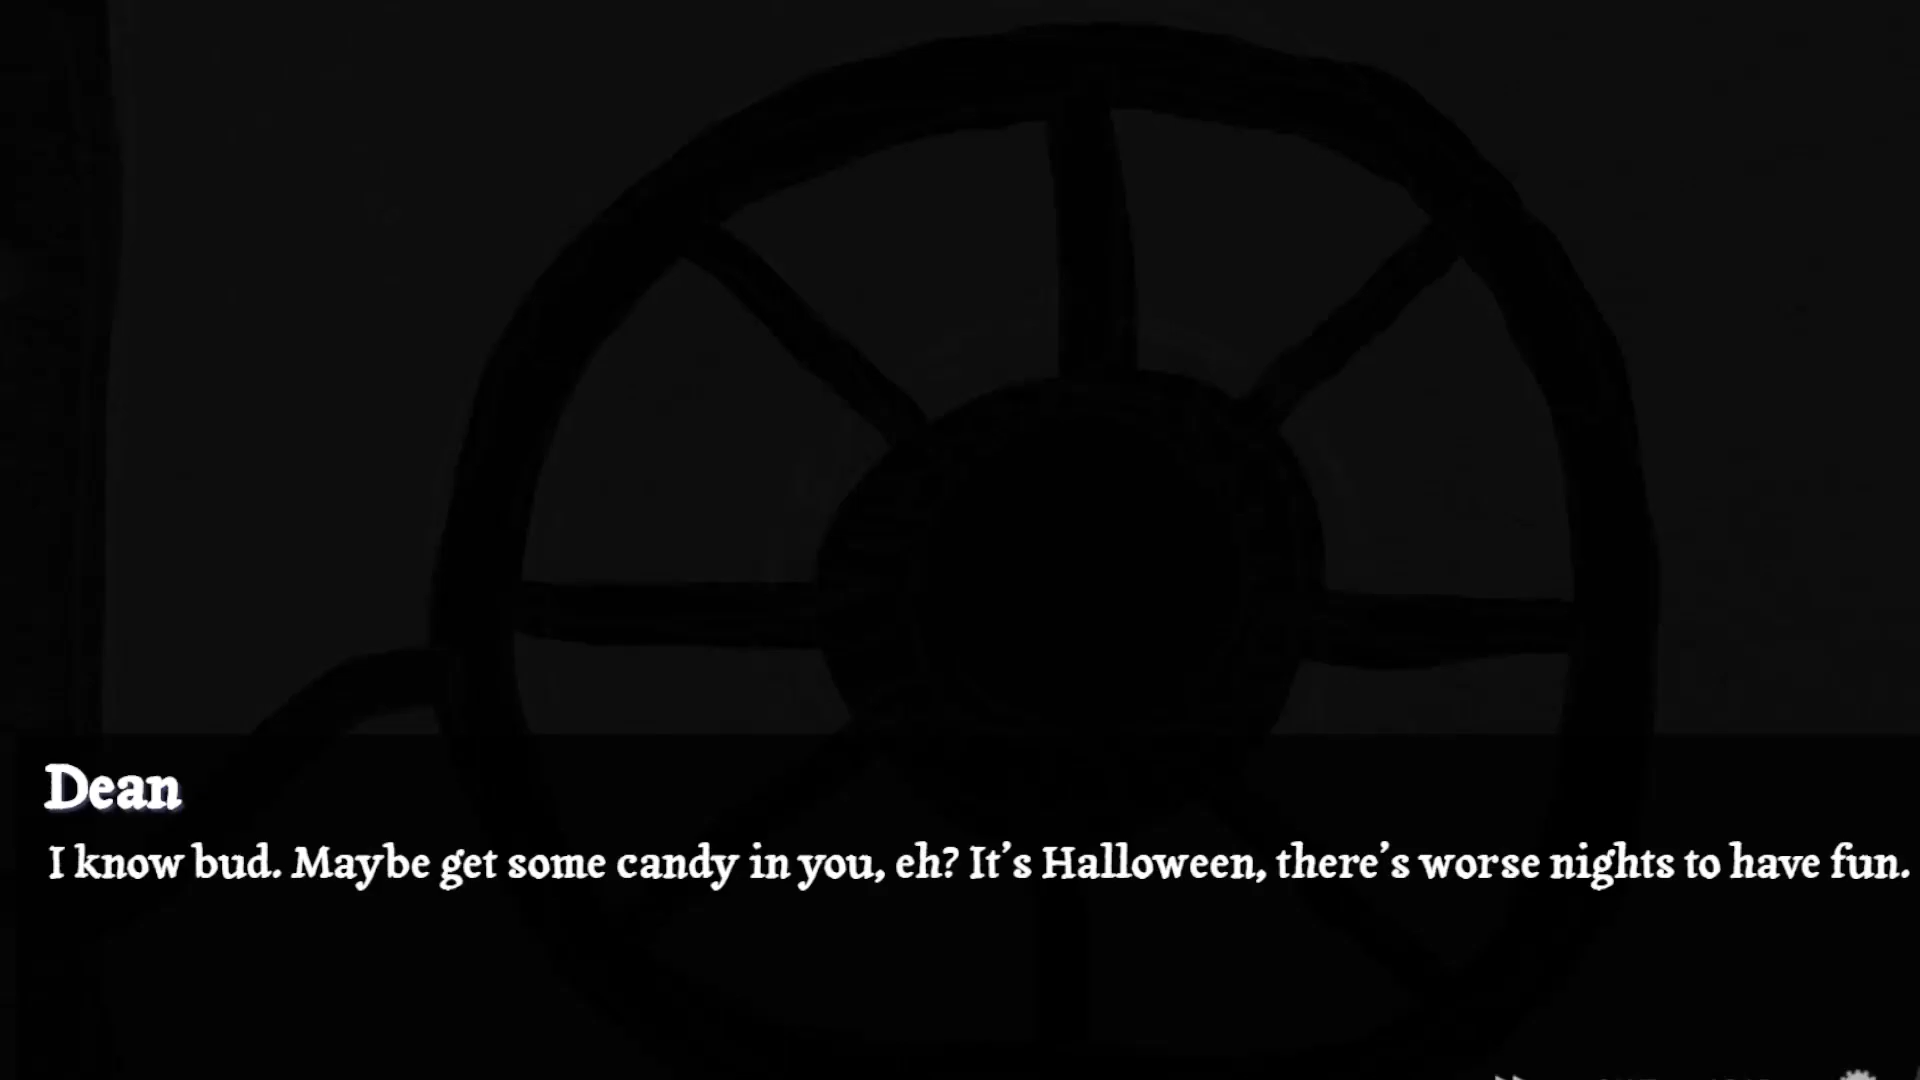 Dean
I know bud. Maybe get some candy in you, eh? It’s Halloween, there’s worse nights to have fun.